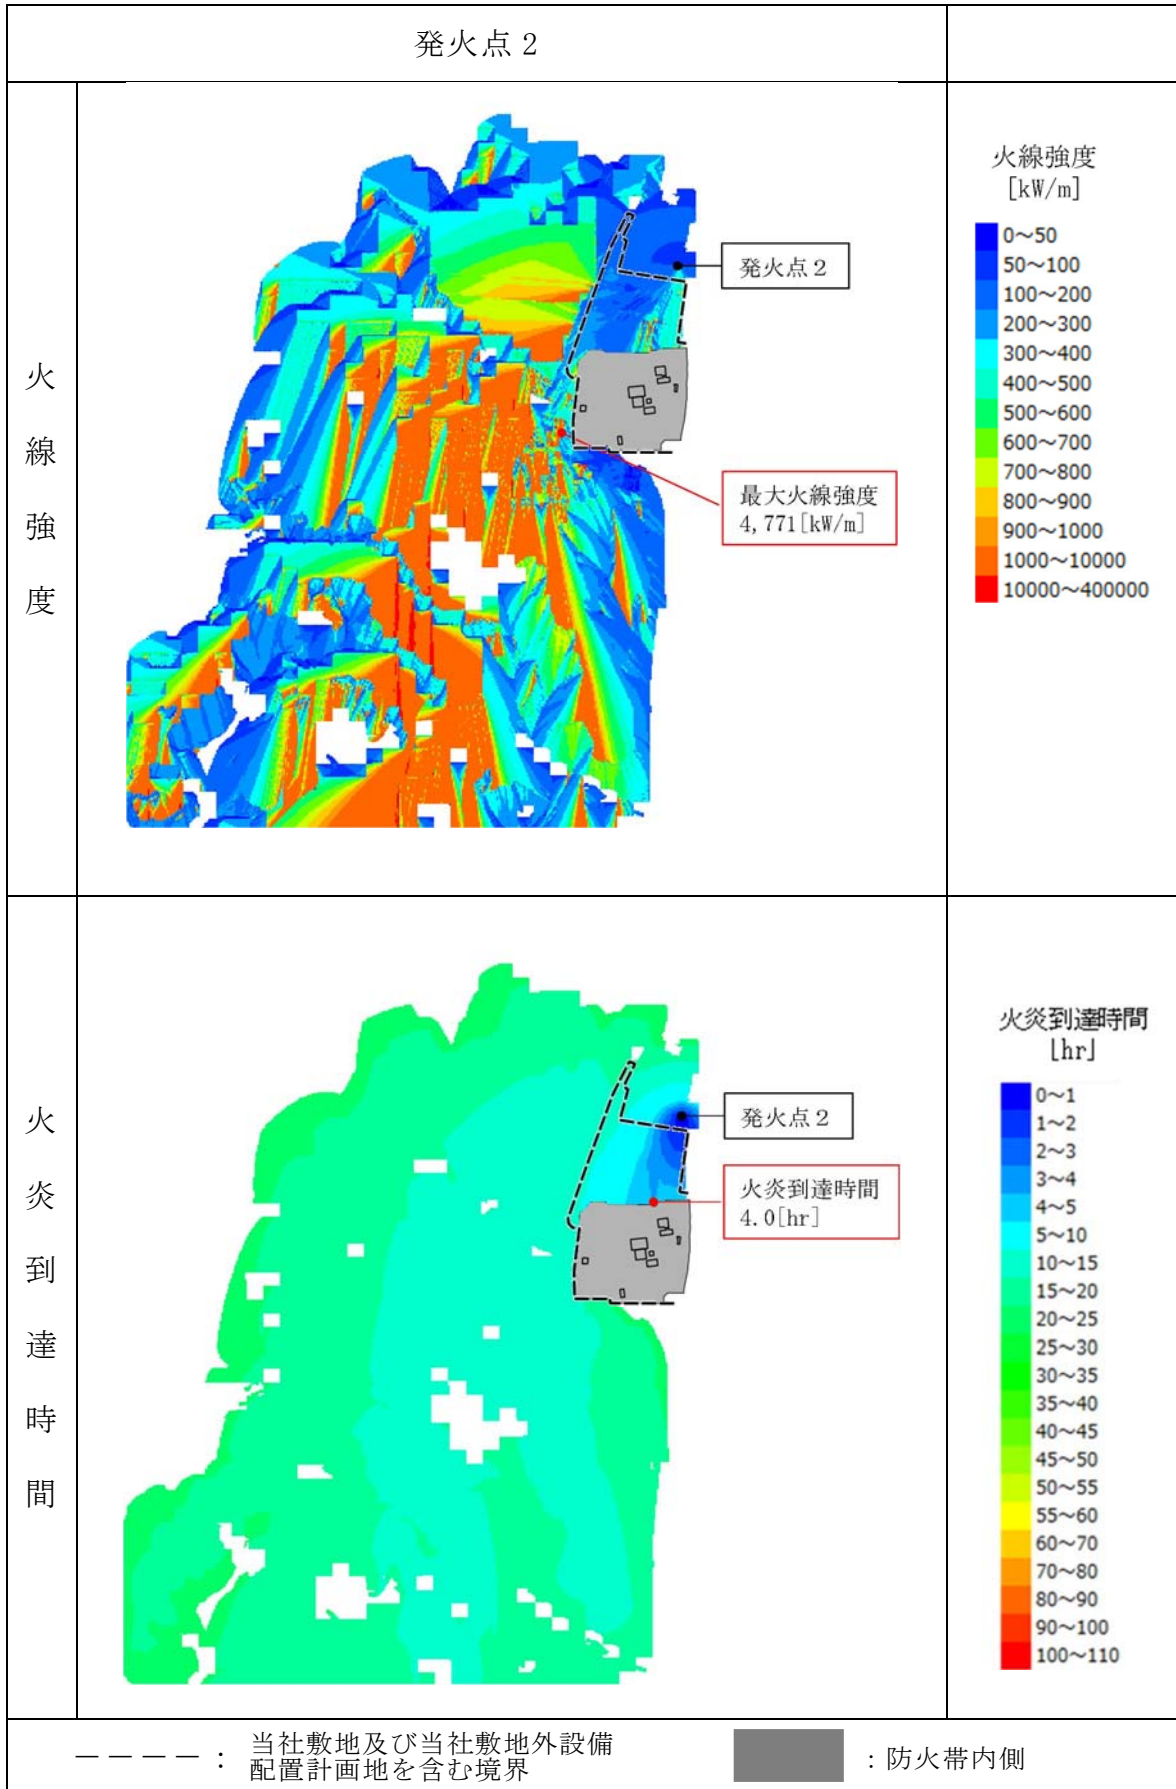 発火点２
火線強度
火線強度
[kW/m]
0～50
50～100
100～200
200～300
300～400
400～500
500～600
600～700
700～800
800～900
900～1000
1000～10000
10000～400000
発火点２
最大火線強度
4,771[kW/m]
火炎到達時間
火炎到達時間
[hr]
0～1
1～2
2～3
3～4
4～5
5～10
10～15
15～20
20～25
25～30
30～35
35～40
40～45
45～50
50～55
55～60
60～70
70～80
80～90
90～100
100～110
発火点２
火炎到達時間
4.0[hr]
－－－－：
当社敷地及び当社敷地外設備
配置計画地を含む境界
：防火帯内側